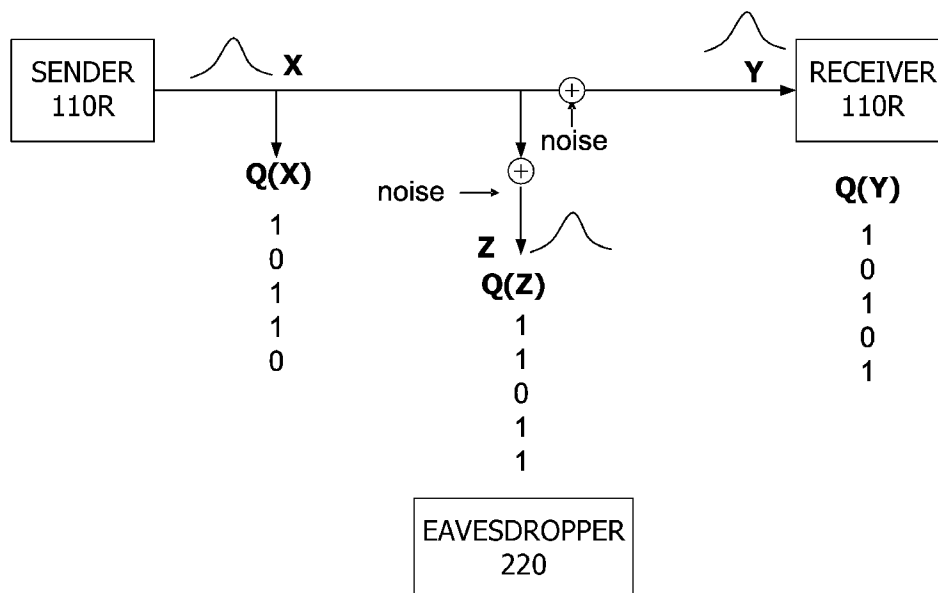 SENDER
110R
X
Y
RECEIVER
110R
+
noise
Q(X)
1
0
1
1
0
noise
+
Z
Q(Z)
1
1
0
1
1
Q(Y)
1
0
1
0
1
EAVESDROPPER
220